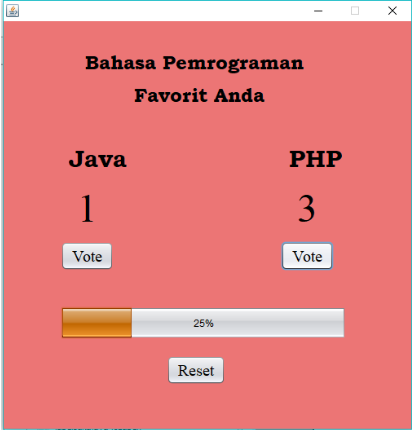 Bahasa Pemrograman
Favorit Anda
Java PHP
1 3
Vote Vote
25%
Reset